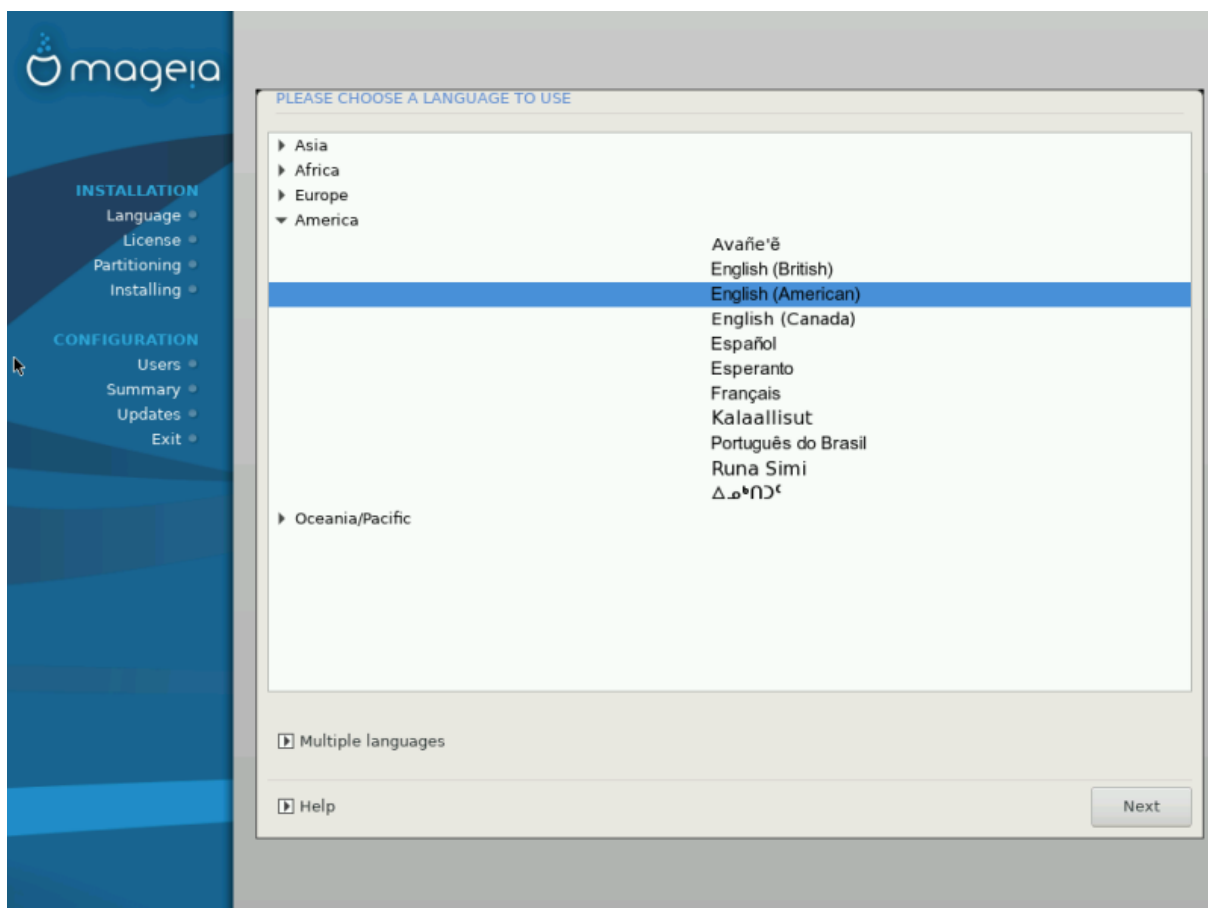 mageia
INSTALLATION
Language
License
Partitioning
Installing
CONFIGURATION
Users
Summary
Updates
Exit
PLEASE CHOOSE A LANGUAGE TO USE
Asia
Africa
Europe
America
Avañe'ẽ
English (British)
English (American)
English (Canada)
Español
Esperanto
Français
Kalaallisut
Português do Brasil
Runa Simi
ᐃᓄᒃᑎᑐᑦ
Oceania/Pacific
Multiple languages
Help
Next